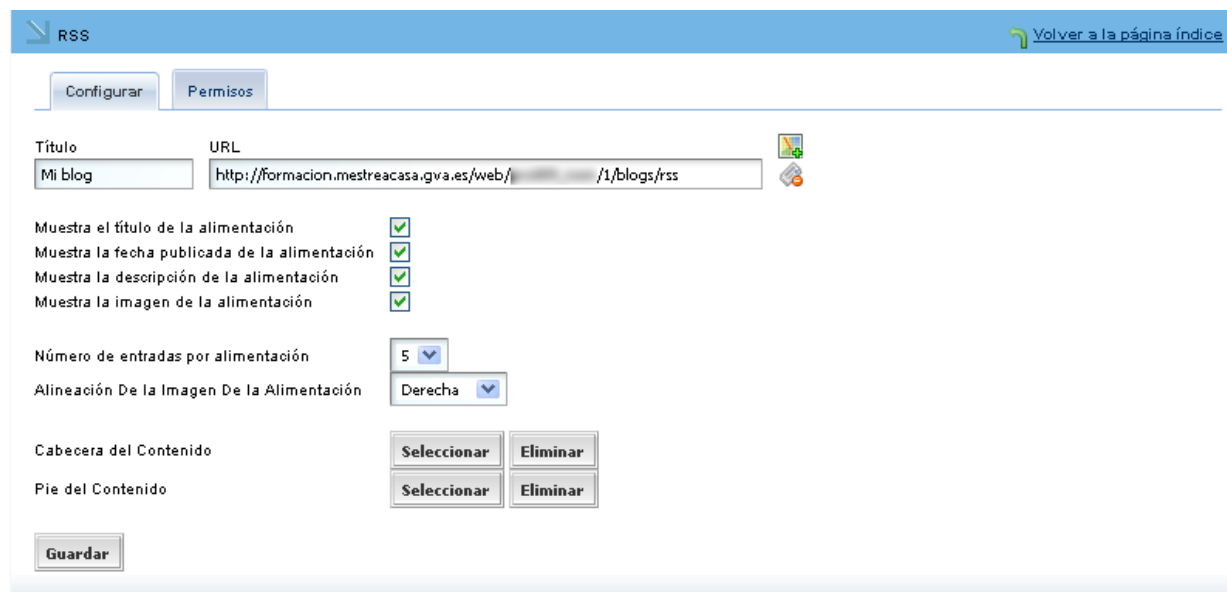 RSS
Volver a la página índice
Configurar Permisos
Título URL
Mi blog http://formacion.mestreacasa.gva.es/web/ /1/blogs/rss
Muestra el título de la alimentación
Muestra la fecha publicada de la alimentación
Muestra la descripción de la alimentación
Muestra la imagen de la alimentación
Número de entradas por alimentación 5
Alineación De la Imagen De la Alimentación Derecha
Cabecera del Contenido Seleccionar Eliminar
Pie del Contenido Seleccionar Eliminar
Guardar